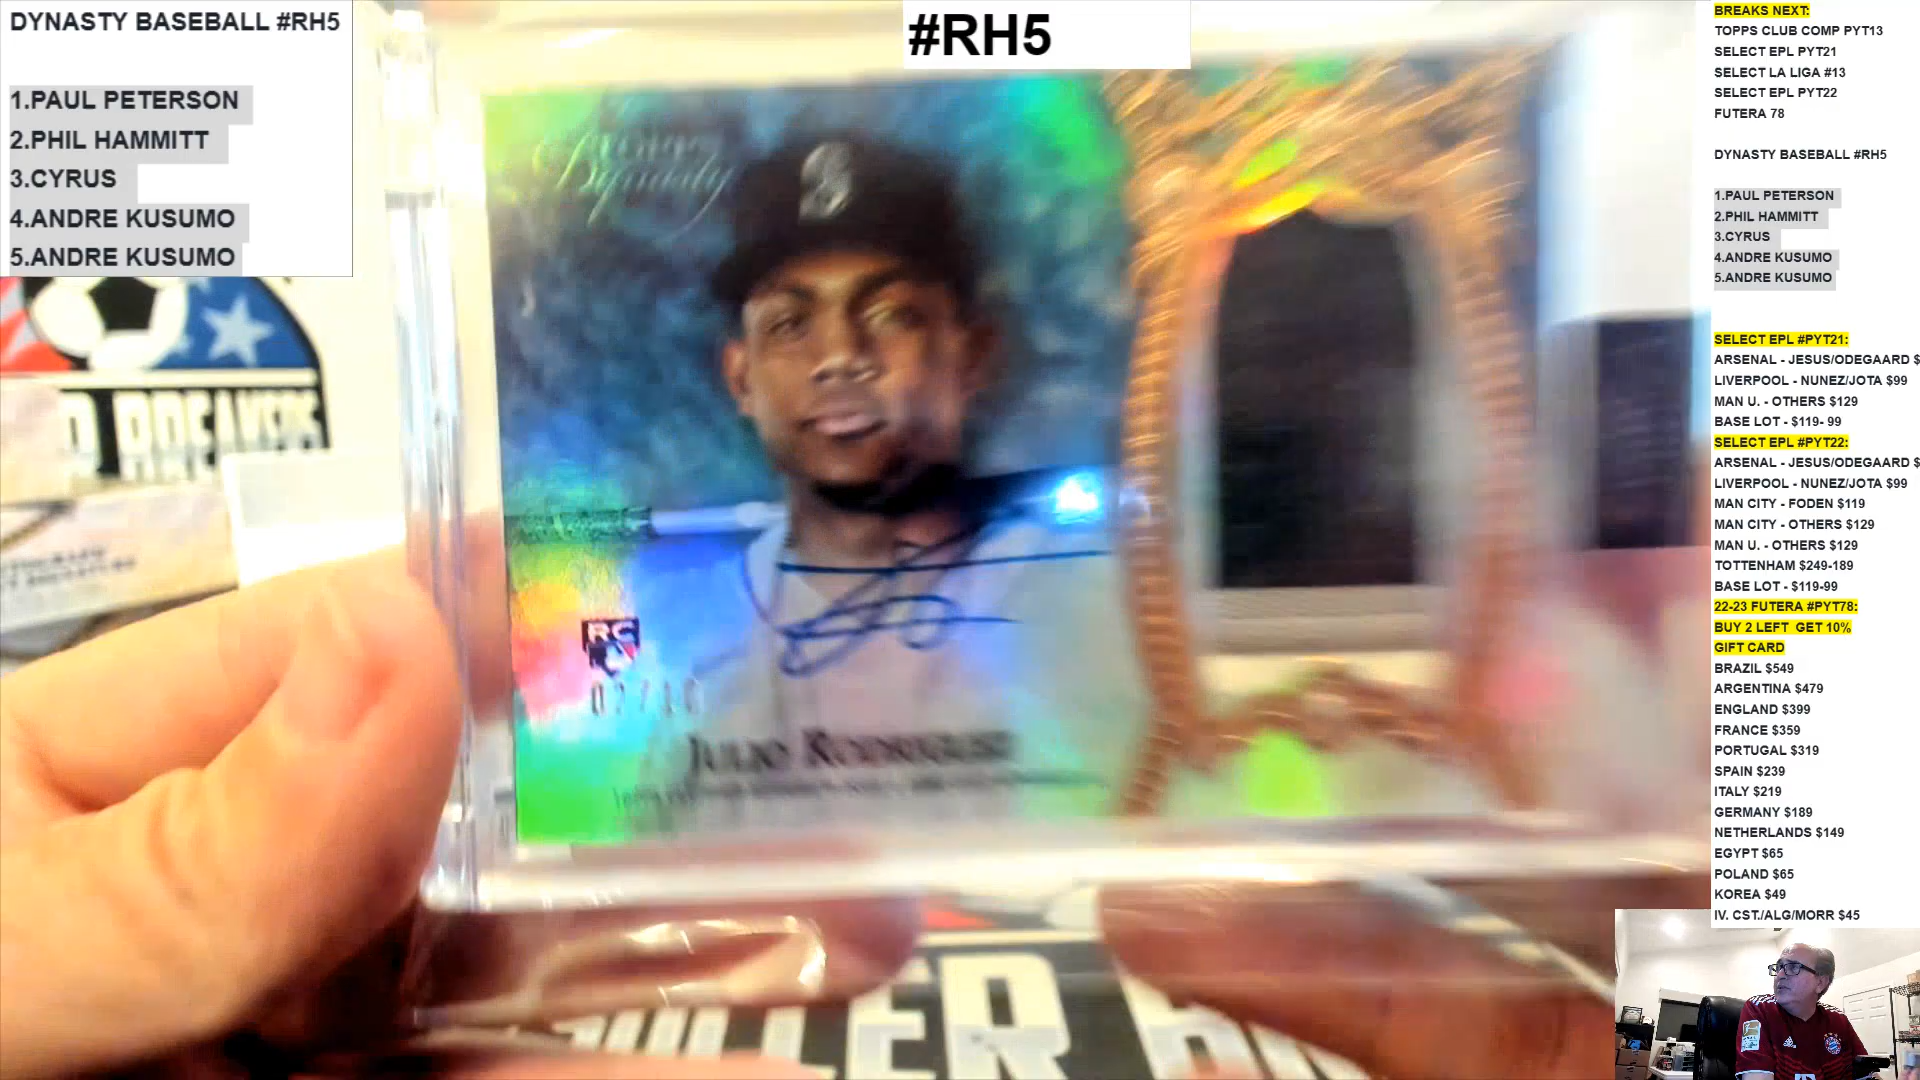 DYNASTY BASEBALL #RH5
1.PAUL PETERSON
2.PHIL HAMMITT
3.CYRUS
4.ANDRE KUSUMO
5.ANDRE KUSUMO
#RH5
Dynasty
RC
JULIO RODRIGUEZ
BREAKERS
BREAKS NEXT:
TOPPS CLUB COMP PYT13
SELECT EPL PYT21
SELECT LA LIGA #13
SELECT EPL PYT22
FUTERA 78
DYNASTY BASEBALL #RH5
1.PAUL PETERSON
2.PHIL HAMMITT
3.CYRUS
4.ANDRE KUSUMO
5.ANDRE KUSUMO
SELECT EPL #PYT21:
ARSENAL - JESUS/ODEGAARD $
LIVERPOOL - NUNEZ/JOTA $99
MAN U. - OTHERS $129
BASE LOT - $119- 99
SELECT EPL #PYT22:
ARSENAL - JESUS/ODEGAARD $
LIVERPOOL - NUNEZ/JOTA $99
MAN CITY - FODEN $119
MAN CITY - OTHERS $129
MAN U. - OTHERS $129
TOTTENHAM $249-189
BASE LOT - $119-99
22-23 FUTERA #PYT78:
BUY 2 LEFT GET 10%
GIFT CARD
BRAZIL $549
ARGENTINA $479
ENGLAND $399
FRANCE $359
PORTUGAL $319
SPAIN $239
ITALY $219
GERMANY $189
NETHERLANDS $149
EGYPT $65
POLAND $65
KOREA $49
IV. CST./ALG/MORR $45